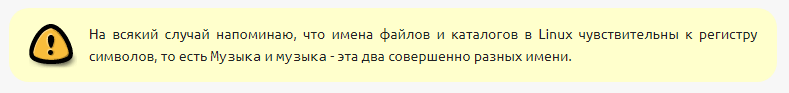 На всякий случай напоминаю, что имена файлов и каталогов в Linux чувствительны к регистру
символов, то есть Музыка и музыка - эта два совершенно разных имени.